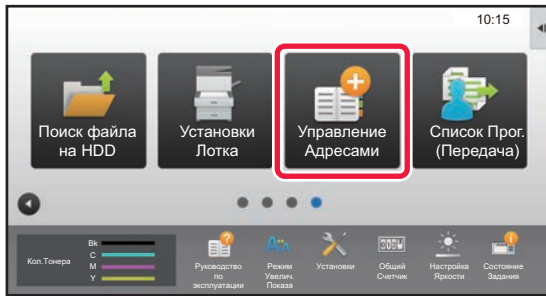 10:15
Поиск файла
на HDD
Установки
Лотка
Управление
Адресами
Список Прог.
(Передача)
Кол.Тонера
Bk
C
M
Y
Руководство
по
эксплуатации
Режим
Увелич.
Показа
Установки
Общий
Счетчик
Настройка
Яркости
Состояние
Задания